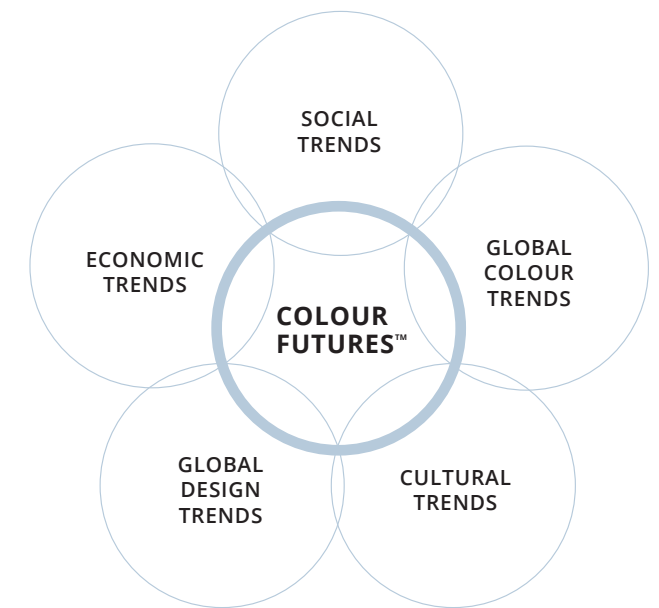 SOCIAL
TRENDS
ECONOMIC
TRENDS
GLOBAL
COLOUR
TRENDS
COLOUR
FUTURES™
GLOBAL
DESIGN
TRENDS
CULTURAL
TRENDS